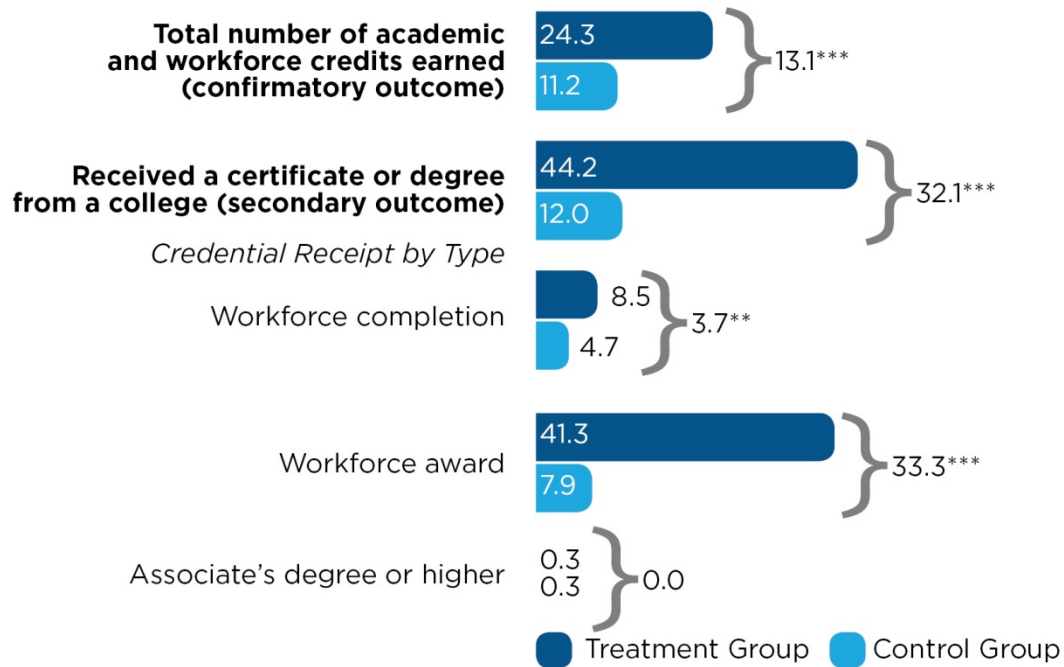 Total number of academic
and workforce credits earned
(confirmatory outcome)
24.3
11.2
13.1***
Received a certificate or degree
from a college (secondary outcome)
44.2
12.0
32.1***
Credential Receipt by Type
Workforce completion
8.5
4.7
3.7**
Workforce award
41.3
7.9
33.3***
Associate’s degree or higher
0.3
0.3
0.0
Treatment Group
Control Group